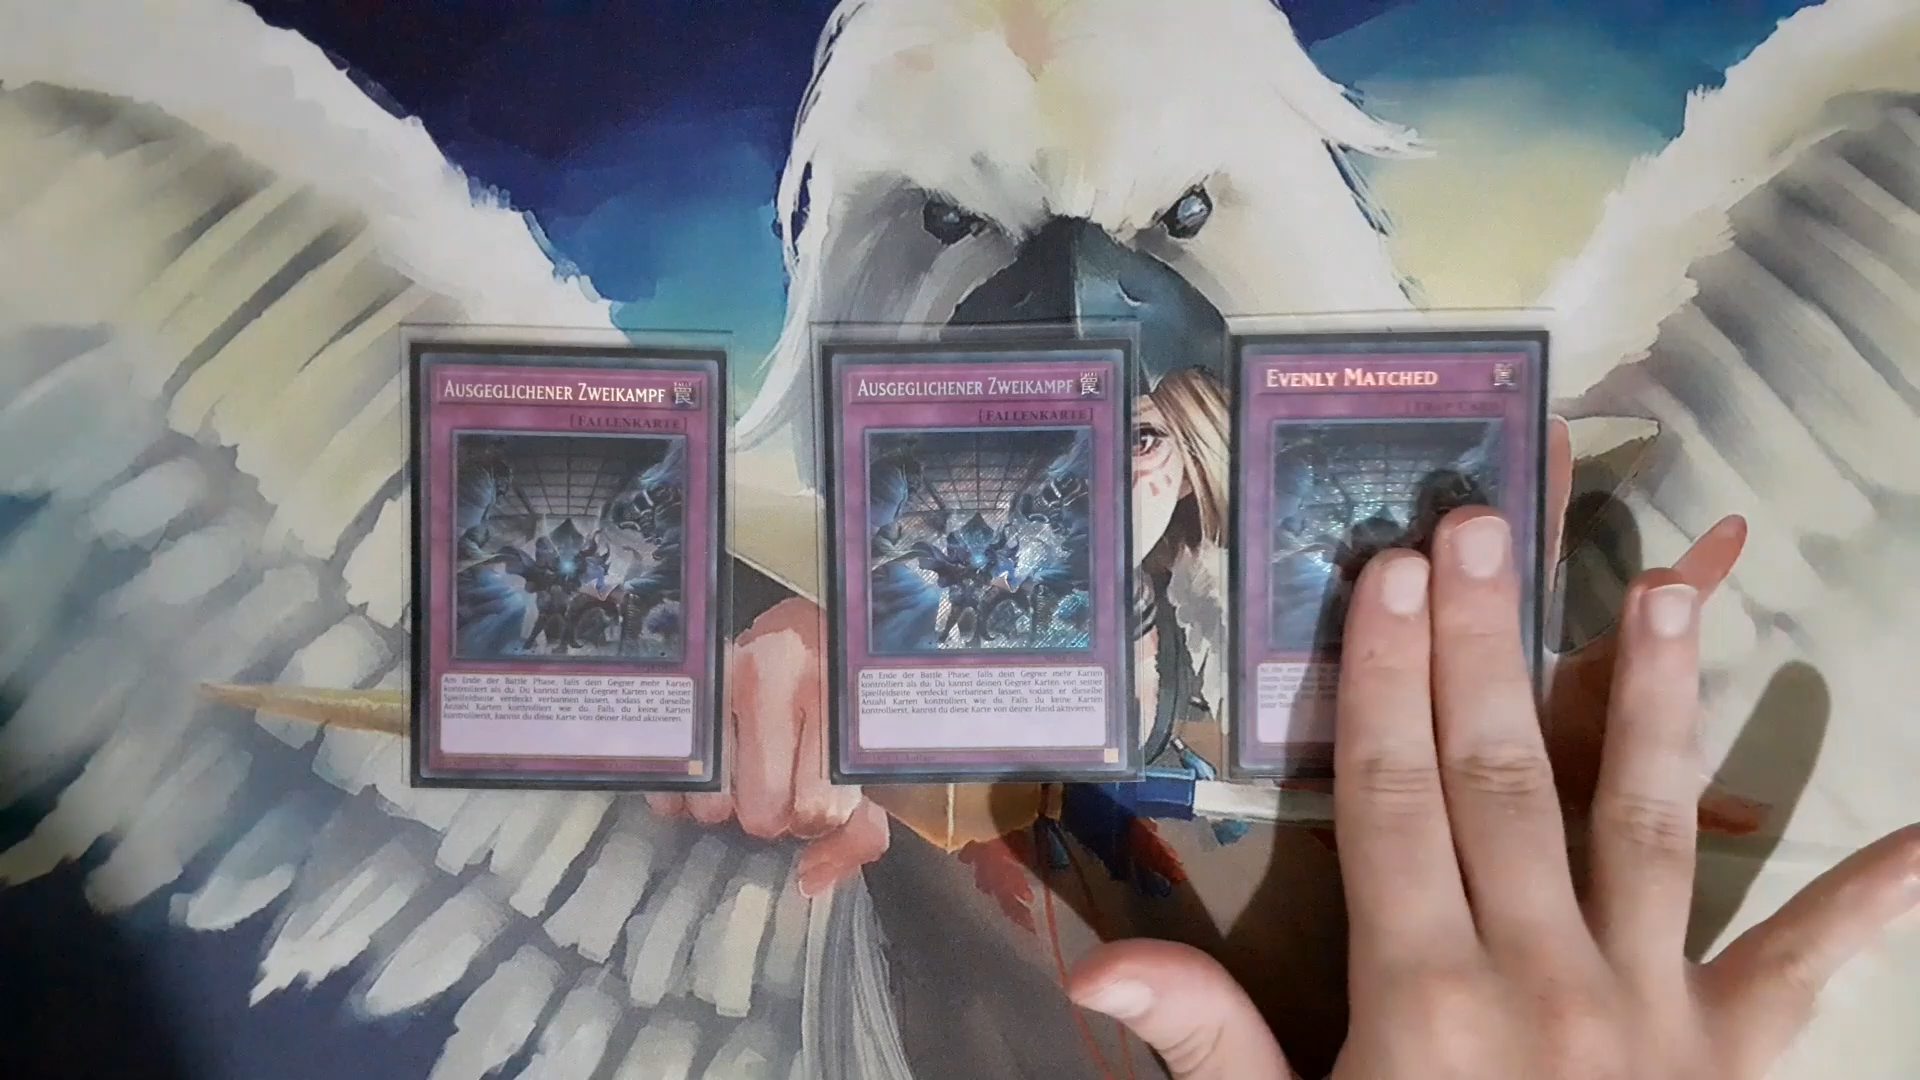 AUSGEGLICHENER ZWEIKAMPF
[FALLENKARTE]
Am Ende der Battle Phase, falls dein Gegner mehr Karten
kontrolliert als du: Du kannst deinen Gegner Karten von seiner
Spielfeldseite verdeckt verbannen lassen, sodass er dieselbe
Anzahl Karten kontrolliert wie du. Falls du keine Karten
kontrollierst, kannst du diese Karte von deiner Hand aktivieren.
AUSGEGLICHENER ZWEIKAMPF
[FALLENKARTE]
Am Ende der Battle Phase, falls dein Gegner mehr Karten
kontrolliert als du: Du kannst deinen Gegner Karten von seiner
Spielfeldseite verdeckt verbannen lassen, sodass er dieselbe
Anzahl Karten kontrolliert wie du. Falls du keine Karten
kontrollierst, kannst du diese Karte von deiner Hand aktivieren.
EVENLY MATCHED
[TRAP CARD]